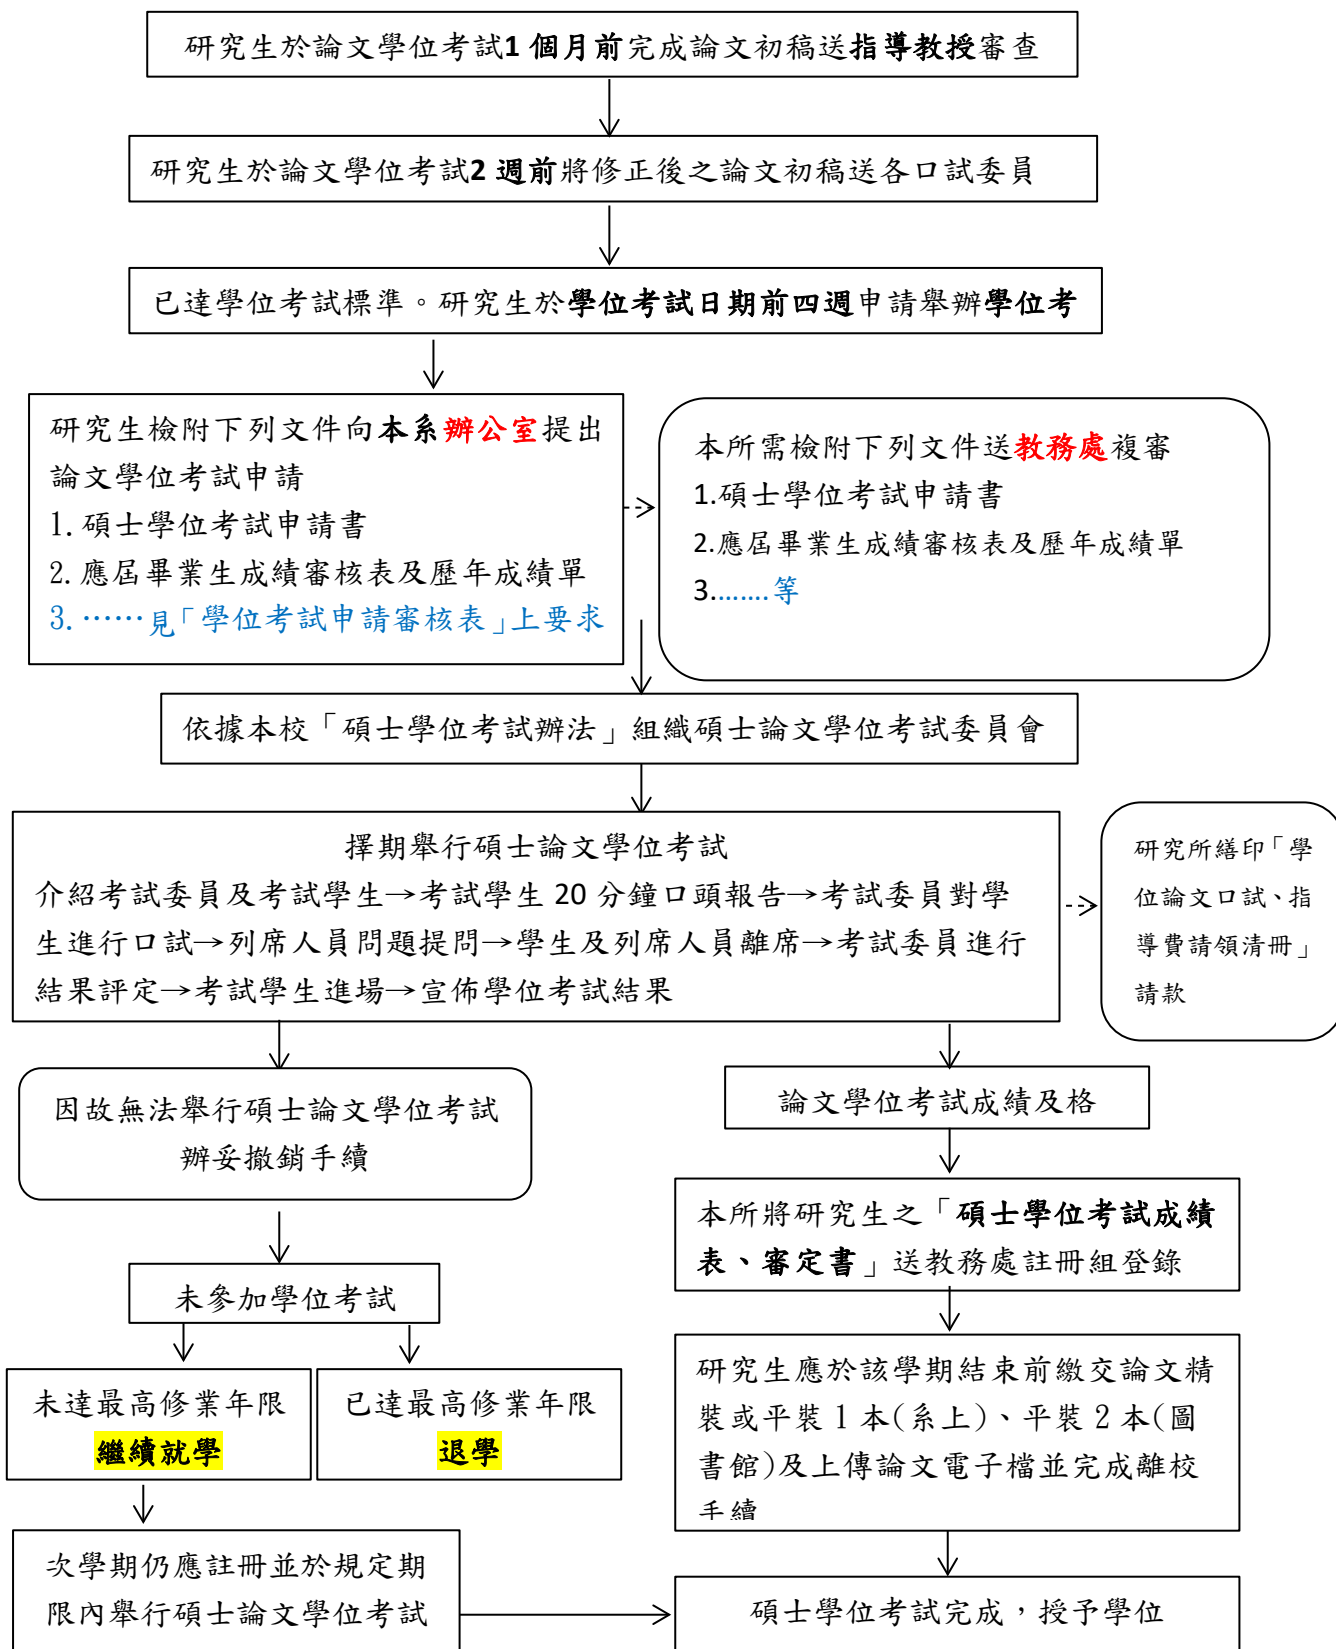 研究生於論文學位考試1 個月前完成論文初稿送指導教授審查
研究生於論文學位考試2 週前將修正後之論文初稿送各口試委員
已達學位考試標準。研究生於學位考試日期前四週申請舉辦學位考
研究生檢附下列文件向本系辦公室提出
論文學位考試申請
1. 碩士學位考試申請書
2. 應屆畢業生成績審核表及歷年成績單
3. ……見「學位考試申請審核表」上要求
本所需檢附下列文件送教務處複審
1.碩士學位考試申請書
2.應屆畢業生成績審核表及歷年成績單
3.…….等
依據本校「碩士學位考試辦法」組織碩士論文學位考試委員會
擇期舉行碩士論文學位考試
介紹考試委員及考試學生→考試學生 20 分鐘口頭報告→考試委員對學
生進行口試→列席人員問題提問→學生及列席人員離席→考試委員進行
結果評定→考試學生進場→宣佈學位考試結果
研究所繕印「學
位論文口試、指
導費請領清冊」
請款
因故無法舉行碩士論文學位考試
辦妥撤銷手續
未參加學位考試
未達最高修業年限
繼續就學
已達最高修業年限
退學
次學期仍應註冊並於規定期
限內舉行碩士論文學位考試
論文學位考試成績及格
本所將研究生之「碩士學位考試成績
表、審定書」送教務處註冊組登錄
研究生應於該學期結束前繳交論文精
裝或平裝 1 本(系上)、平裝 2 本(圖
書館)及上傳論文電子檔並完成離校
手續
碩士學位考試完成，授予學位